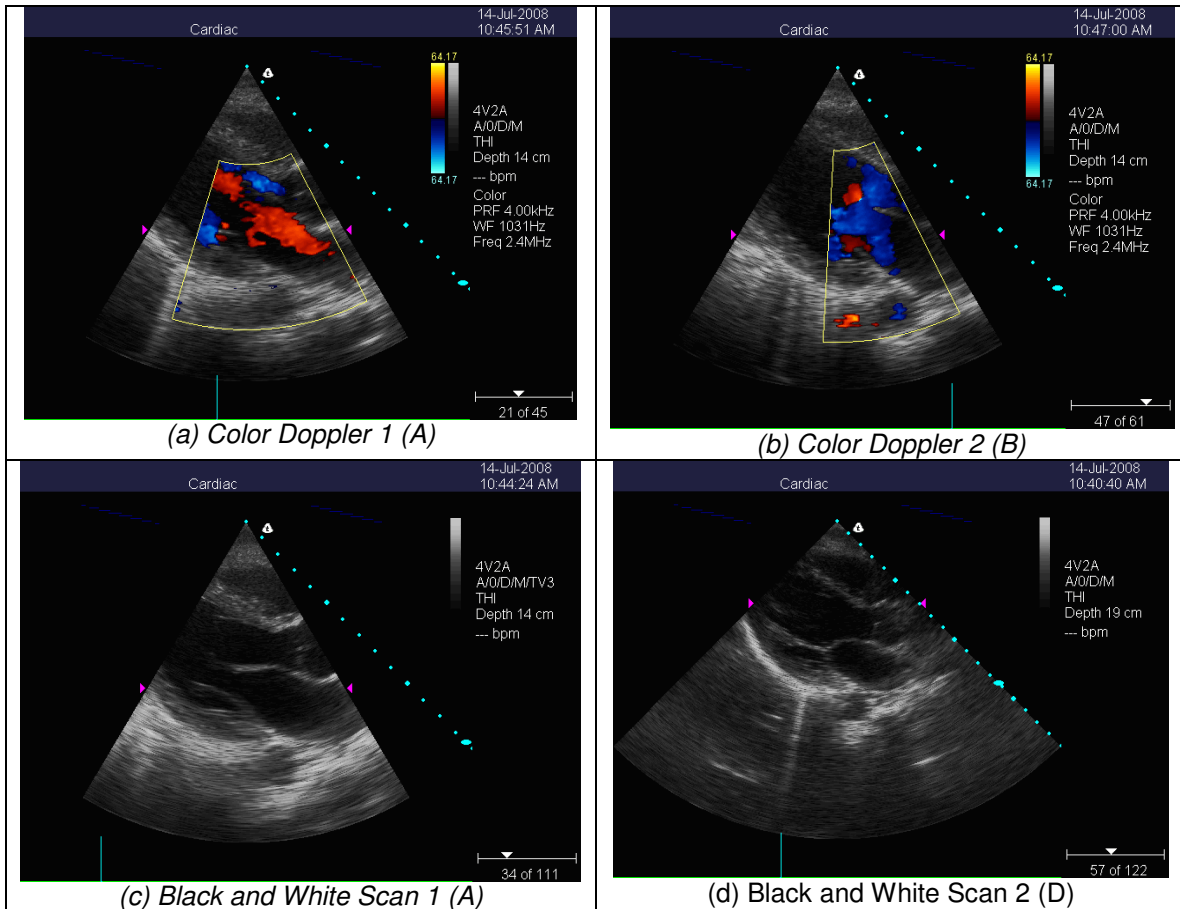 14-Jul-2008
Cardiac
10:45:51 AM
64.17
4V2A
A/0/D/M
THI
Depth 14 cm
--- bpm
64.17
Color
PRF 4.00kHz
WF 1031Hz
Freq 2.4MHz
21 of 45
(a) Color Doppler 1 (A)
14-Jul-2008
Cardiac
10:47:00 AM
64.17
4V2A
A/0/D/M
THI
Depth 14 cm
--- bpm
64.17
Color
PRF 4.00kHz
WF 1031Hz
Freq 2.4MHz
47 of 61
(b) Color Doppler 2 (B)
14-Jul-2008
Cardiac
10:44:24 AM
4V2A
A/0/D/M/TV3
THI
Depth 14 cm
--- bpm
34 of 111
(c) Black and White Scan 1 (A)
14-Jul-2008
Cardiac
10:40:40 AM
4V2A
A/0/D/M
THI
Depth 19 cm
--- bpm
57 of 122
(d) Black and White Scan 2 (D)